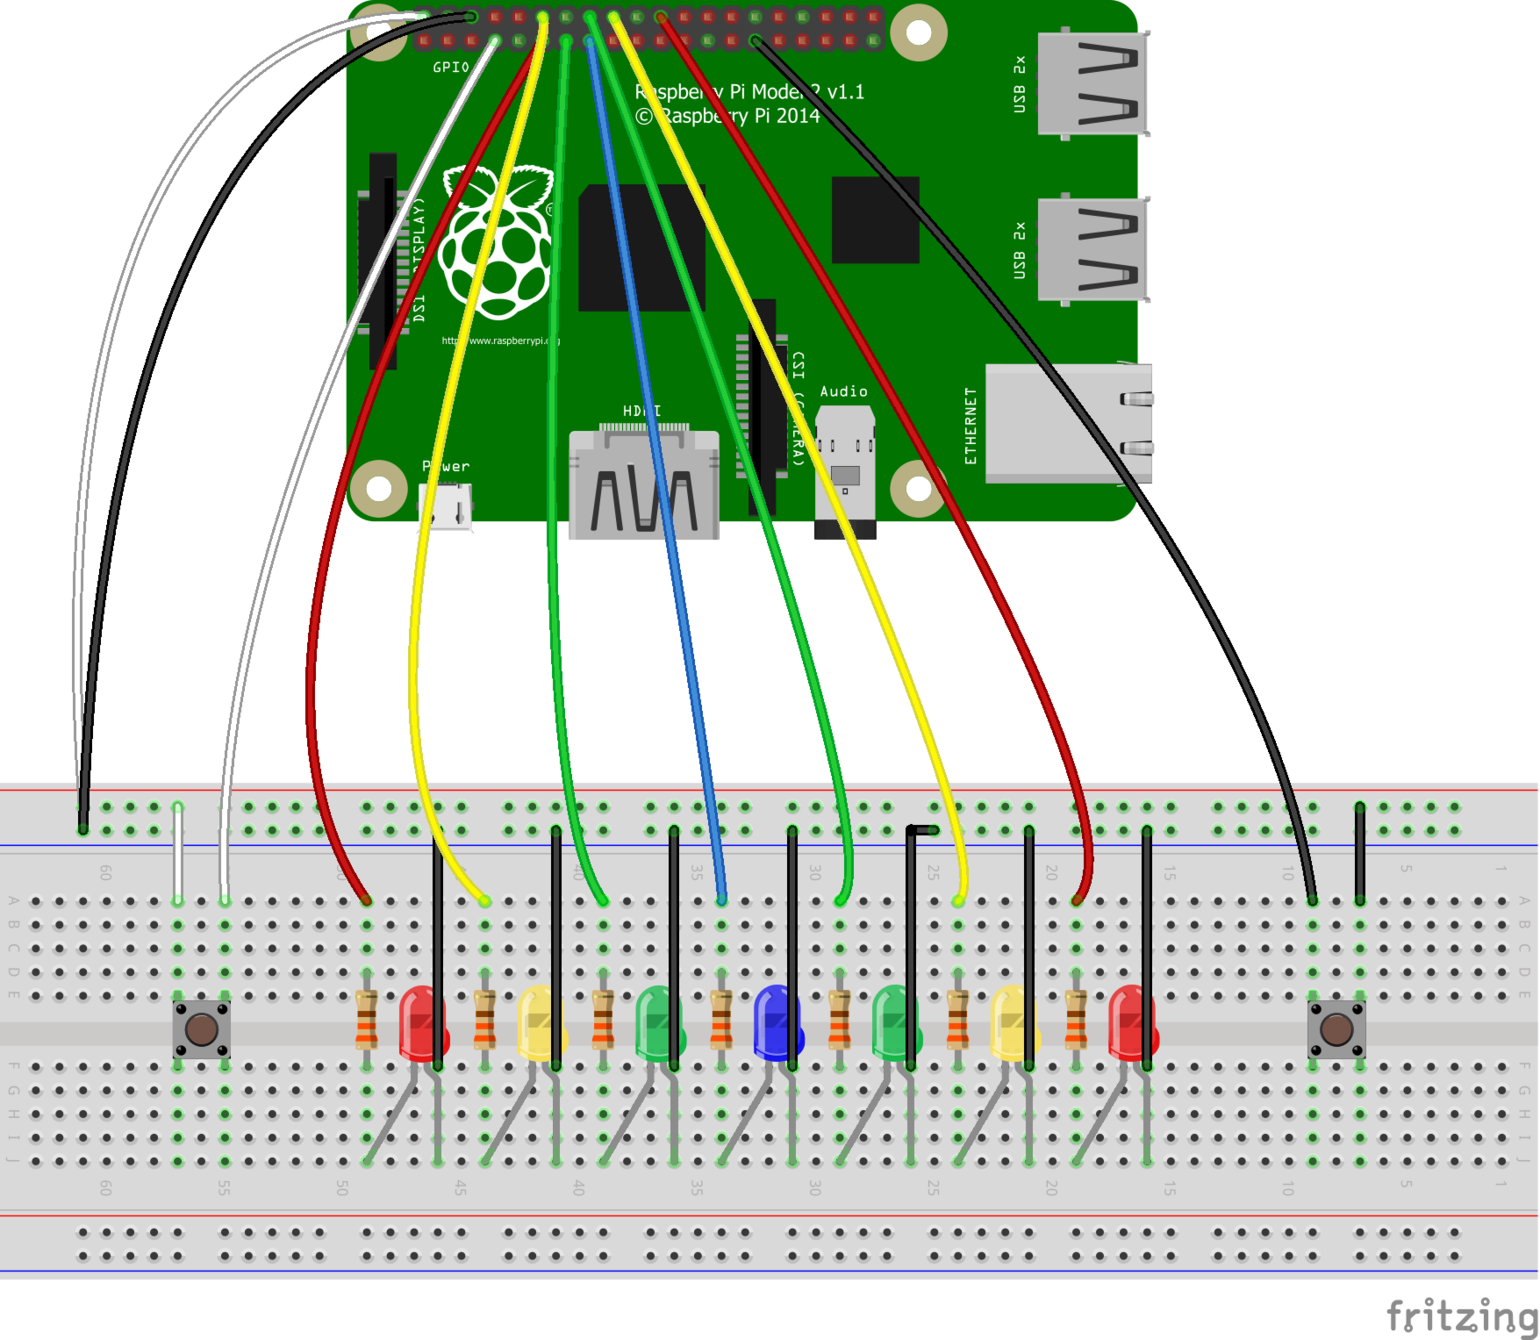 GPIO
Raspberry Pi Model 2 v1.1
© Raspberry Pi 2014
USB 2x
USB 2x
DSI (DISPLAY)
®
http://www.raspberrypi.org
HDMI
CSI (CAMERA)
Audio
ETHERNET
Power
60 50 40 35 30 25 20 15 10 5 1
A A
B B
C C
D D
E E
F F
G G
H H
I I
J J
60 55 50 45 40 35 30 25 20 15 10 5 1
fritzing